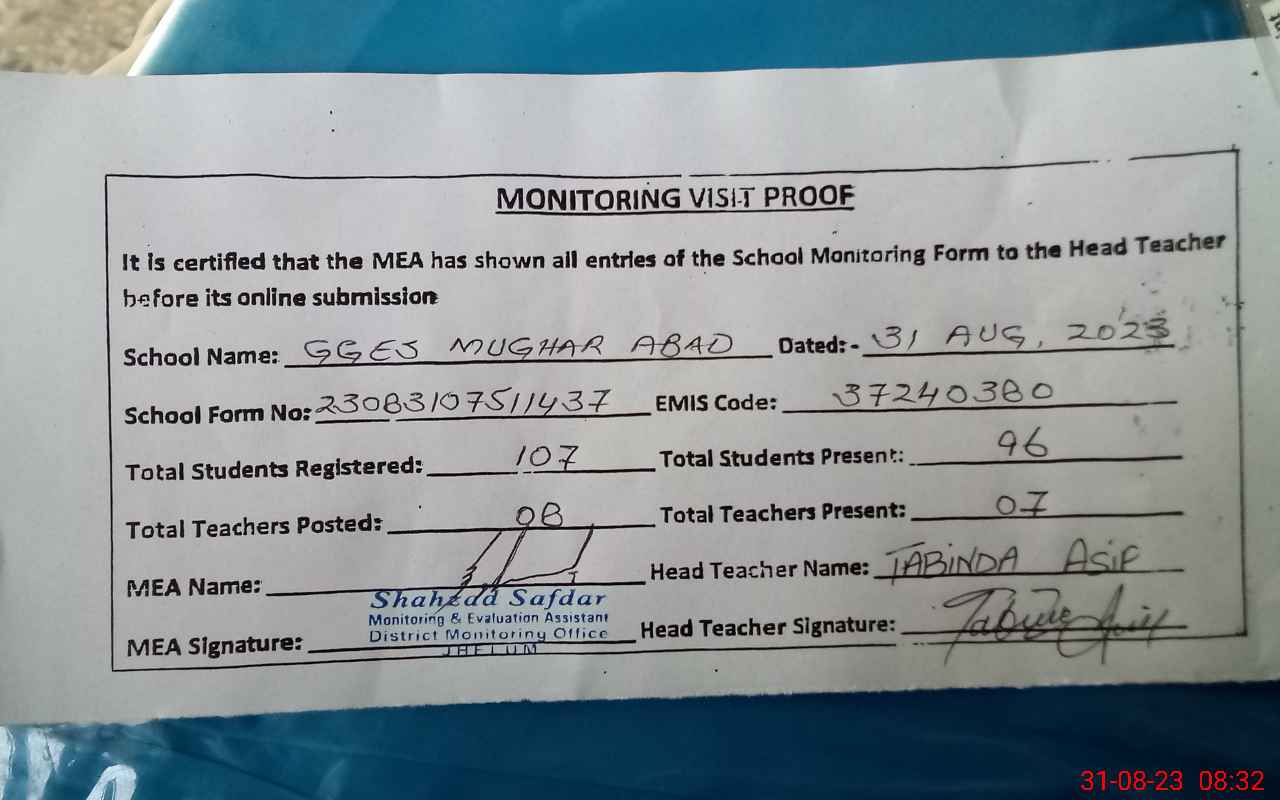 MONITORING VISIT PROOF
It is certified that the MEA has shown all entries of the School Monitoring Form to the Head Teacher
before its online submission
School Name: GGES MUGHAR ABAD Dated:- 31 AUG, 2023
School Form No: 23083107511437 EMIS Code: 37240380
Total Students Registered: 107 Total Students Present: 96
Total Teachers Posted: 08 Total Teachers Present: 07
MEA Name: Head Teacher Name: TABINDA ASIF
Shahzad Safdar
Monitoring & Evaluation Assistant
District Monitoring Office
JHELUM
MEA Signature: Head Teacher Signature: Tabinda Asif
31-08-23 08:32